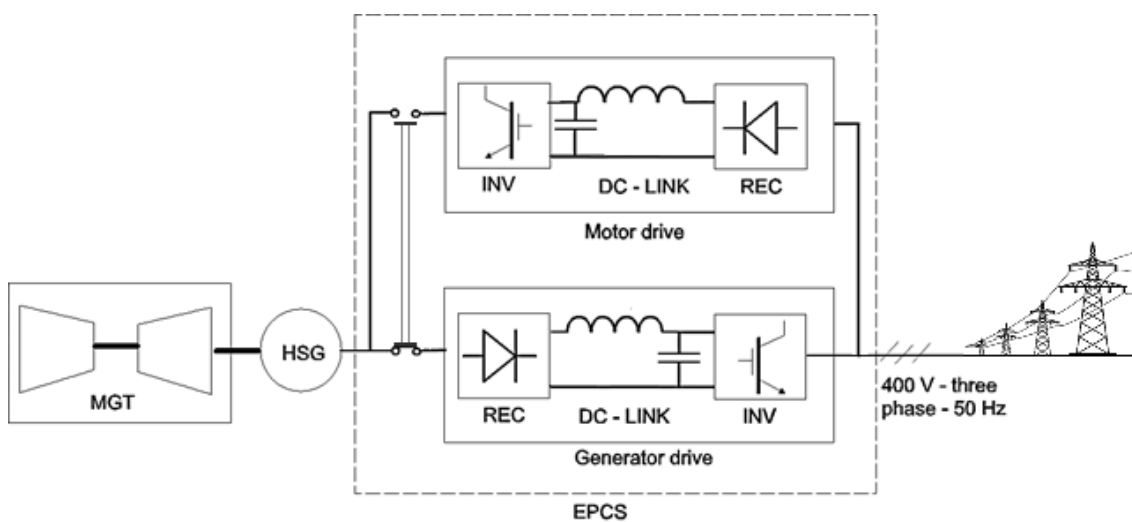 INV
DC - LINK
REC
Motor drive
MGT
HSG
REC
DC - LINK
INV
Generator drive
400 V - three
phase - 50 Hz
EPCS